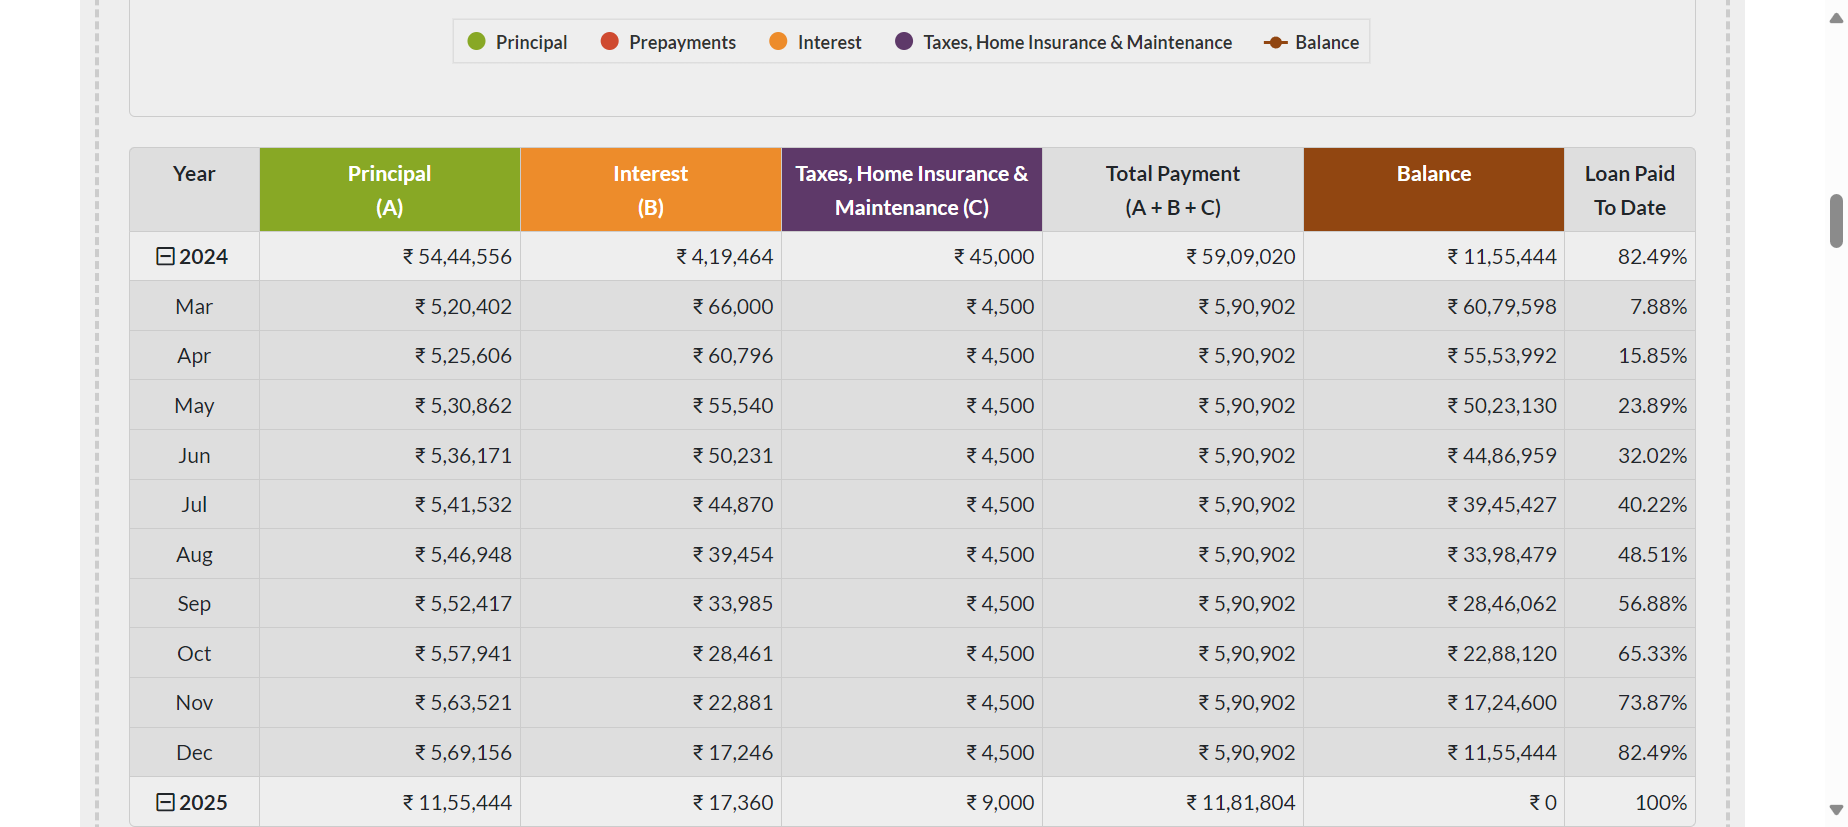 Principal Prepayments Interest Taxes, Home Insurance & Maintenance Balance
Year Principal Interest Taxes, Home Insurance & Total Payment Balance Loan Paid
(A) (B) Maintenance (C) (A + B + C) To Date
2024 ₹ 54,44,556 ₹ 4,19,464 ₹ 45,000 ₹ 59,09,020 ₹ 11,55,444 82.49%
Mar ₹ 5,20,402 ₹ 66,000 ₹ 4,500 ₹ 5,90,902 ₹ 60,79,598 7.88%
Apr ₹ 5,25,606 ₹ 60,796 ₹ 4,500 ₹ 5,90,902 ₹ 55,53,992 15.85%
May ₹ 5,30,862 ₹ 55,540 ₹ 4,500 ₹ 5,90,902 ₹ 50,23,130 23.89%
Jun ₹ 5,36,171 ₹ 50,231 ₹ 4,500 ₹ 5,90,902 ₹ 44,86,959 32.02%
Jul ₹ 5,41,532 ₹ 44,870 ₹ 4,500 ₹ 5,90,902 ₹ 39,45,427 40.22%
Aug ₹ 5,46,948 ₹ 39,454 ₹ 4,500 ₹ 5,90,902 ₹ 33,98,479 48.51%
Sep ₹ 5,52,417 ₹ 33,985 ₹ 4,500 ₹ 5,90,902 ₹ 28,46,062 56.88%
Oct ₹ 5,57,941 ₹ 28,461 ₹ 4,500 ₹ 5,90,902 ₹ 22,88,120 65.33%
Nov ₹ 5,63,521 ₹ 22,881 ₹ 4,500 ₹ 5,90,902 ₹ 17,24,600 73.87%
Dec ₹ 5,69,156 ₹ 17,246 ₹ 4,500 ₹ 5,90,902 ₹ 11,55,444 82.49%
2025 ₹ 11,55,444 ₹ 17,360 ₹ 9,000 ₹ 11,81,804 ₹ 0 100%